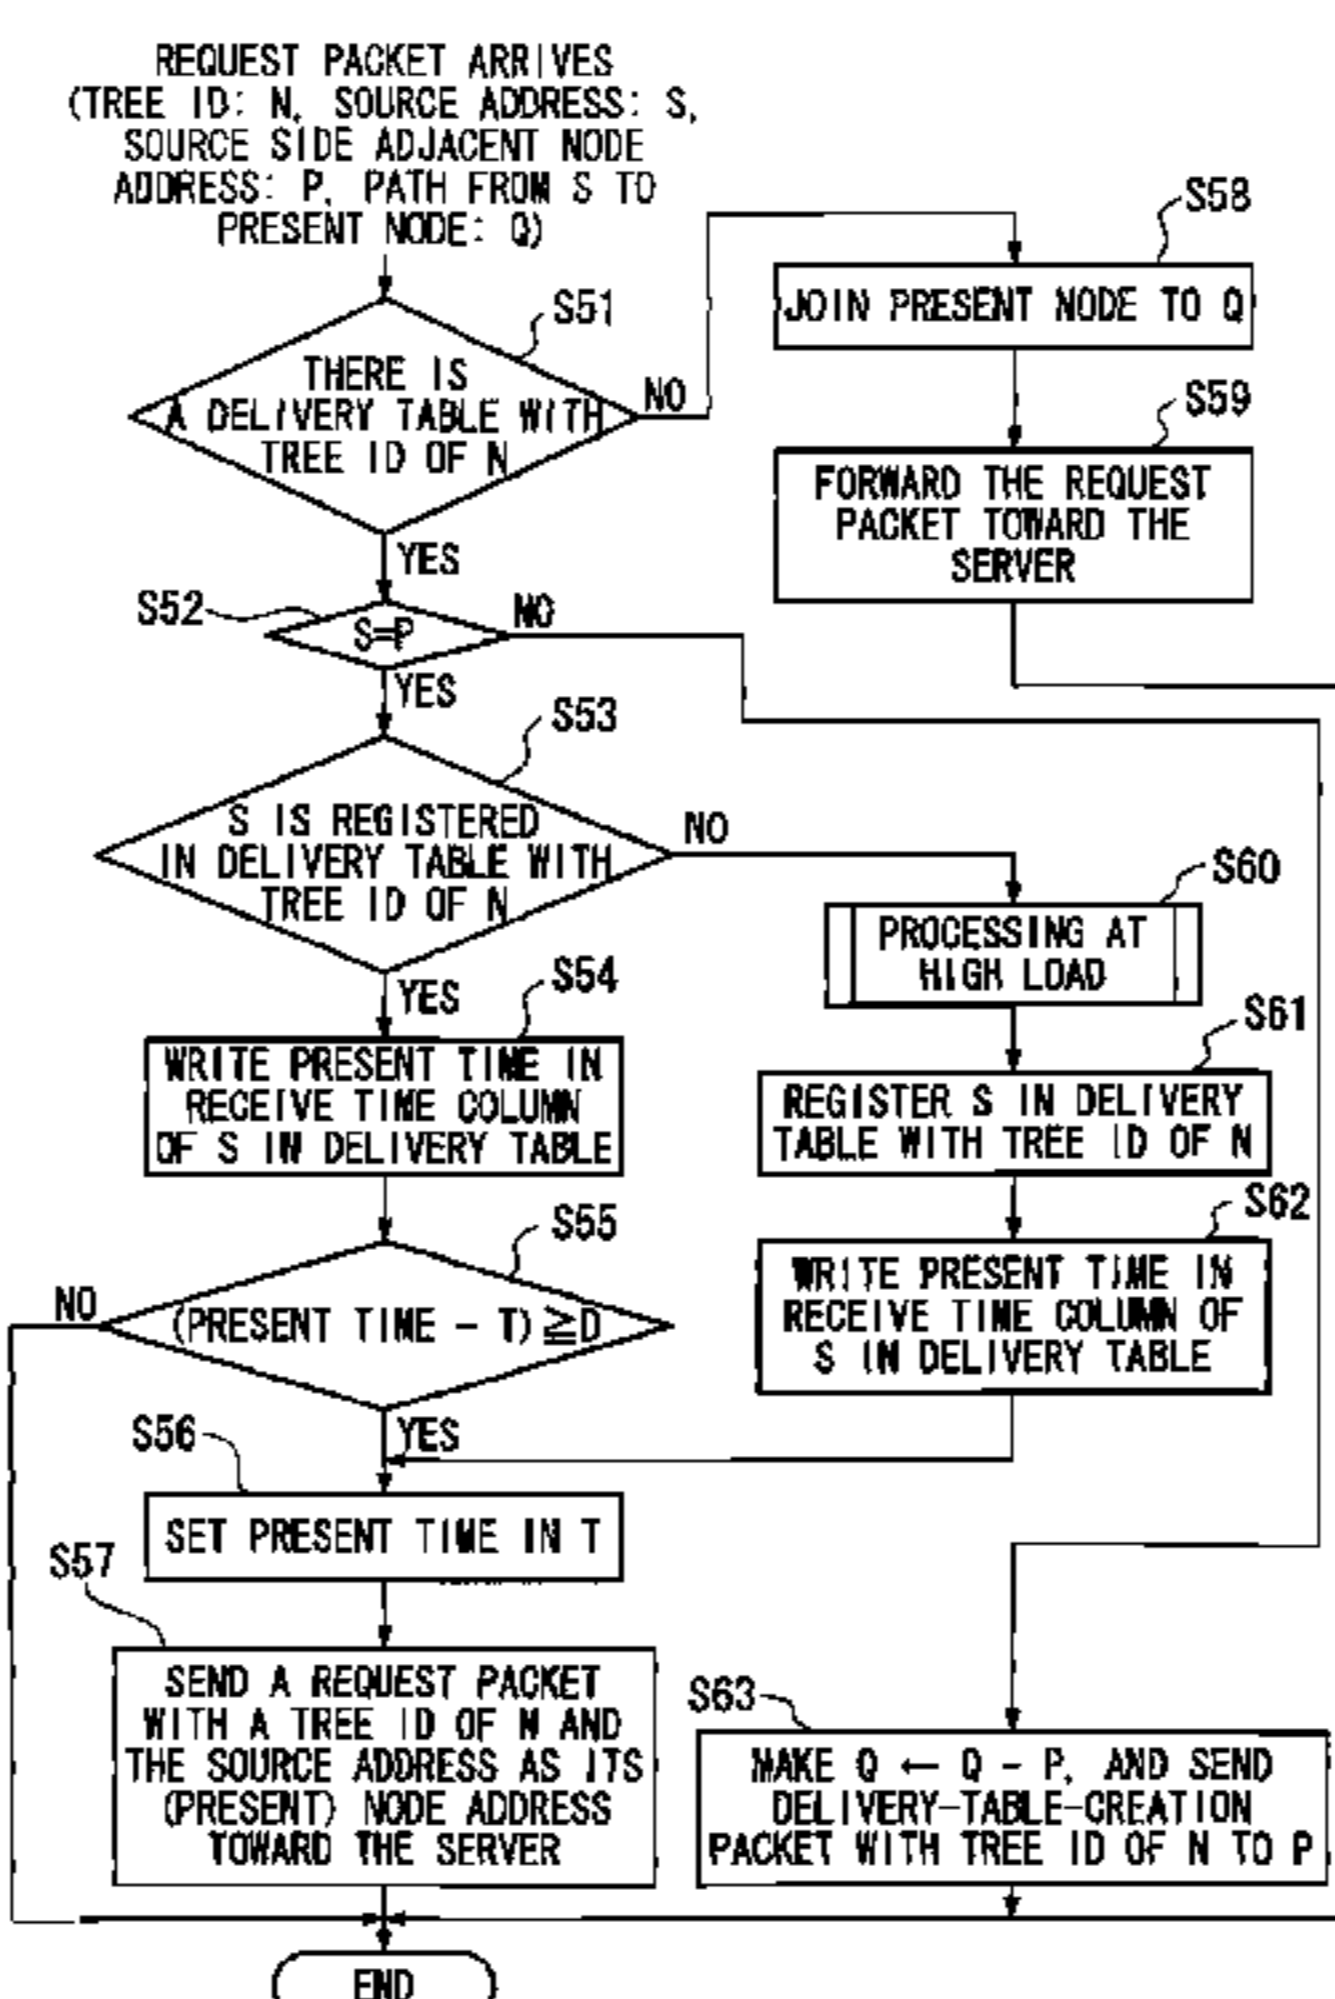 REQUEST PACKET ARRIVES
(TREE ID: N, SOURCE ADDRESS: S,
SOURCE SIDE ADJACENT NODE
ADDRESS: P, PATH FROM S TO
PRESENT NODE: Q)
S51
THERE IS
A DELIVERY TABLE WITH
TREE ID OF N
NO
YES
S58
JOIN PRESENT NODE TO Q
S59
FORWARD THE REQUEST
PACKET TOWARD THE
SERVER
S52
S=P
NO
YES
S53
S IS REGISTERED
IN DELIVERY TABLE WITH
TREE ID OF N
NO
YES
S54
WRITE PRESENT TIME IN
RECEIVE TIME COLUMN
OF S IN DELIVERY TABLE
S55
NO
(PRESENT TIME - T) ≧ D
YES
S60
PROCESSING AT
HIGH LOAD
S61
REGISTER S IN DELIVERY
TABLE WITH TREE ID OF N
S62
WRITE PRESENT TIME IN
RECEIVE TIME COLUMN OF
S IN DELIVERY TABLE
S56
SET PRESENT TIME IN T
S57
SEND A REQUEST PACKET
WITH A TREE ID OF N AND
THE SOURCE ADDRESS AS ITS
(PRESENT) NODE ADDRESS
TOWARD THE SERVER
S63
MAKE Q ← Q - P, AND SEND
DELIVERY-TABLE-CREATION
PACKET WITH TREE ID OF N TO P
END